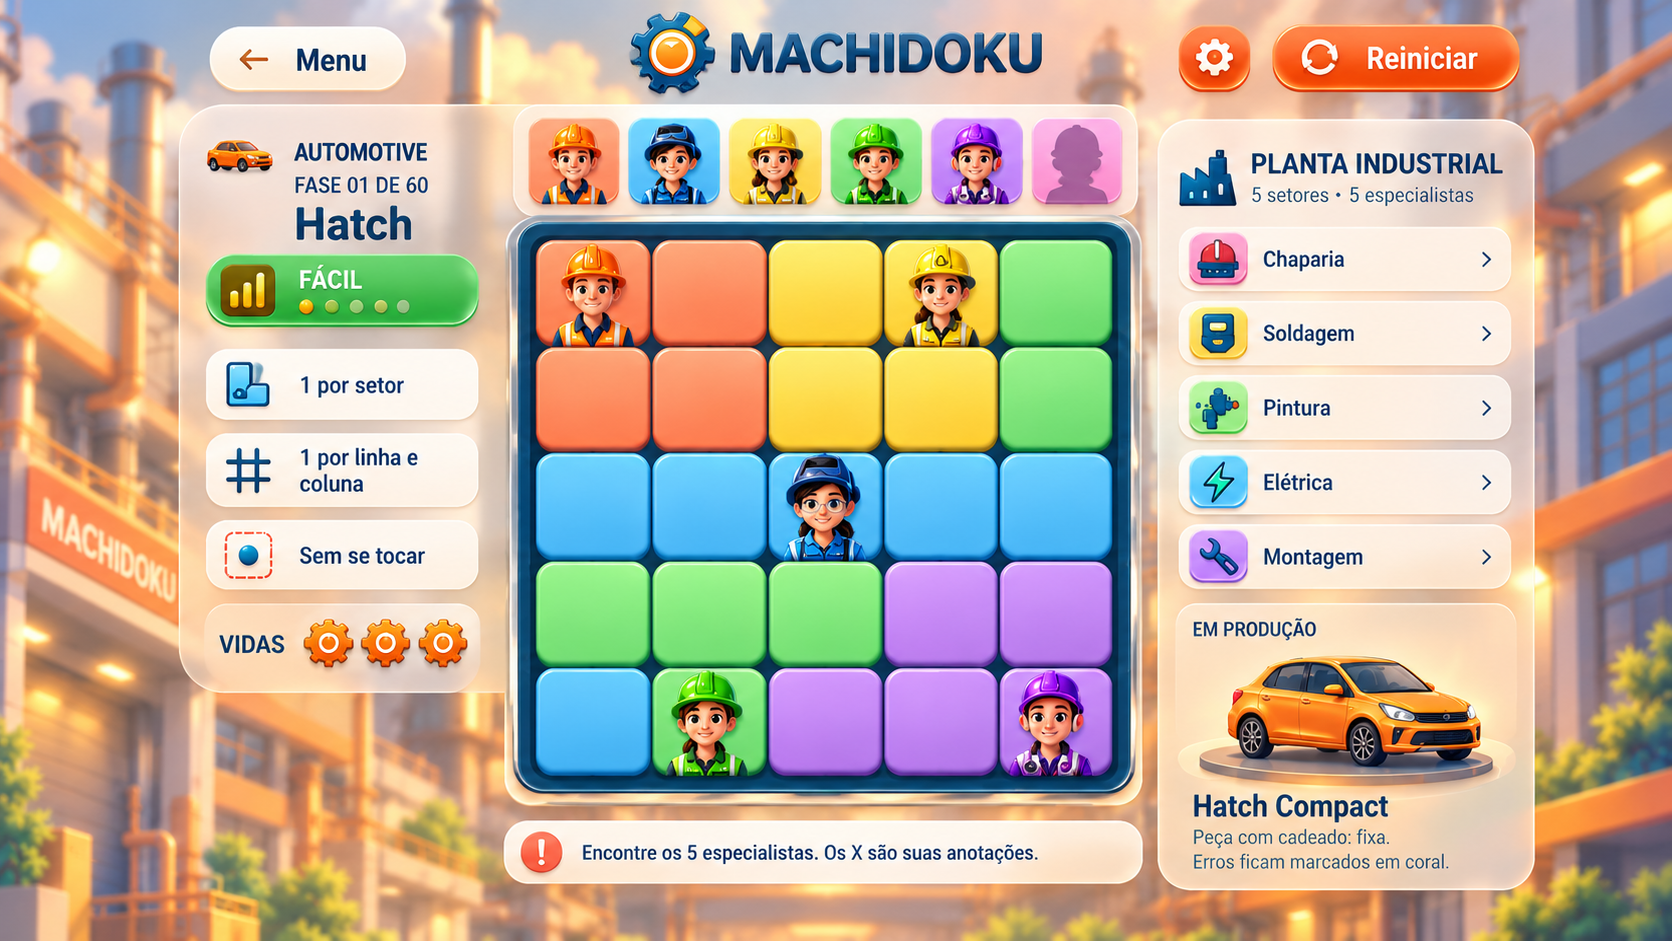 Menu
MACHIDOKU
Reiniciar
AUTOMOTIVE
FASE 01 DE 60
Hatch
FÁCIL
1 por setor
1 por linha e
coluna
Sem se tocar
VIDAS
MACHIDOKU
PLANTA INDUSTRIAL
5 setores • 5 especialistas
Chaparia
Soldagem
Pintura
Elétrica
Montagem
EM PRODUÇÃO
Hatch Compact
Peça com cadeado: fixa.
Erros ficam marcados em coral.
Encontre os 5 especialistas. Os X são suas anotações.